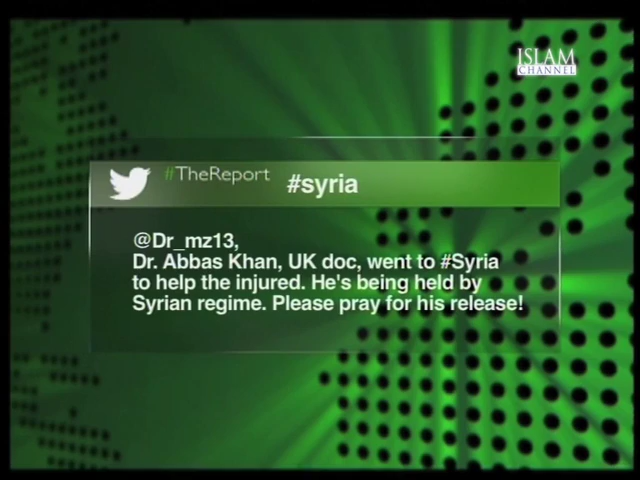 ISLAM
CHANNEL
#TheReport #syria
@Dr_mz13,
Dr. Abbas Khan, UK doc, went to #Syria
to help the injured. He's being held by
Syrian regime. Please pray for his release!